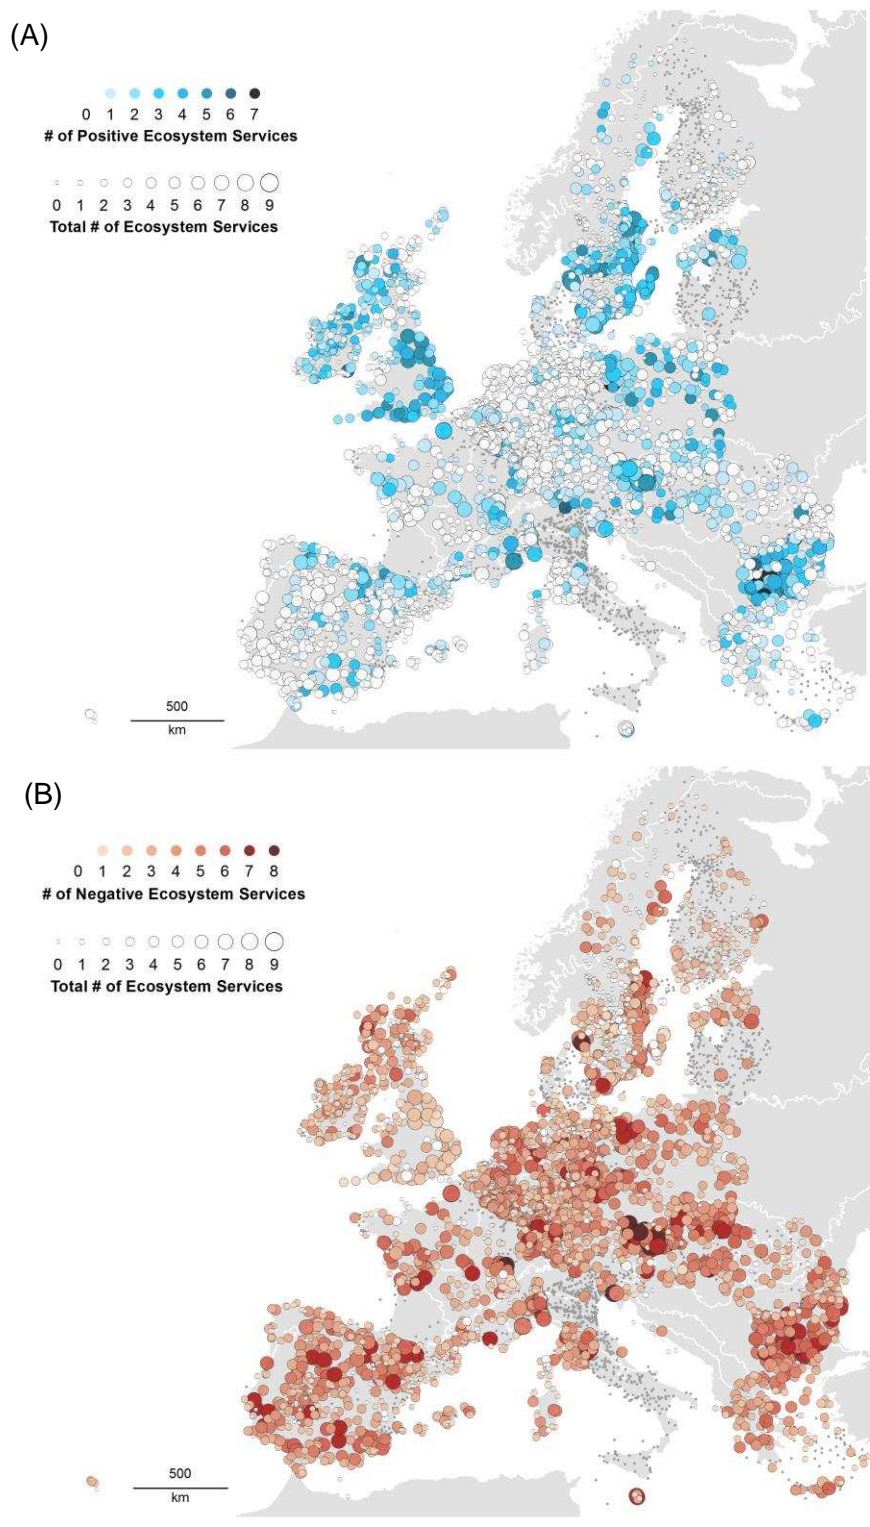 (A)
0 1 2 3 4 5 6 7
# of Positive Ecosystem Services
0 1 2 3 4 5 6 7 8 9
Total # of Ecosystem Services
500
km
(B)
0 1 2 3 4 5 6 7 8
# of Negative Ecosystem Services
0 1 2 3 4 5 6 7 8 9
Total # of Ecosystem Services
500
km